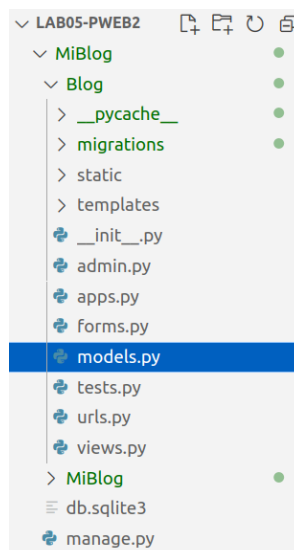 LAB05-PWEB2
MiBlog
Blog
__pycache__
migrations
static
templates
__init__.py
admin.py
apps.py
forms.py
models.py
tests.py
urls.py
views.py
MiBlog
db.sqlite3
manage.py